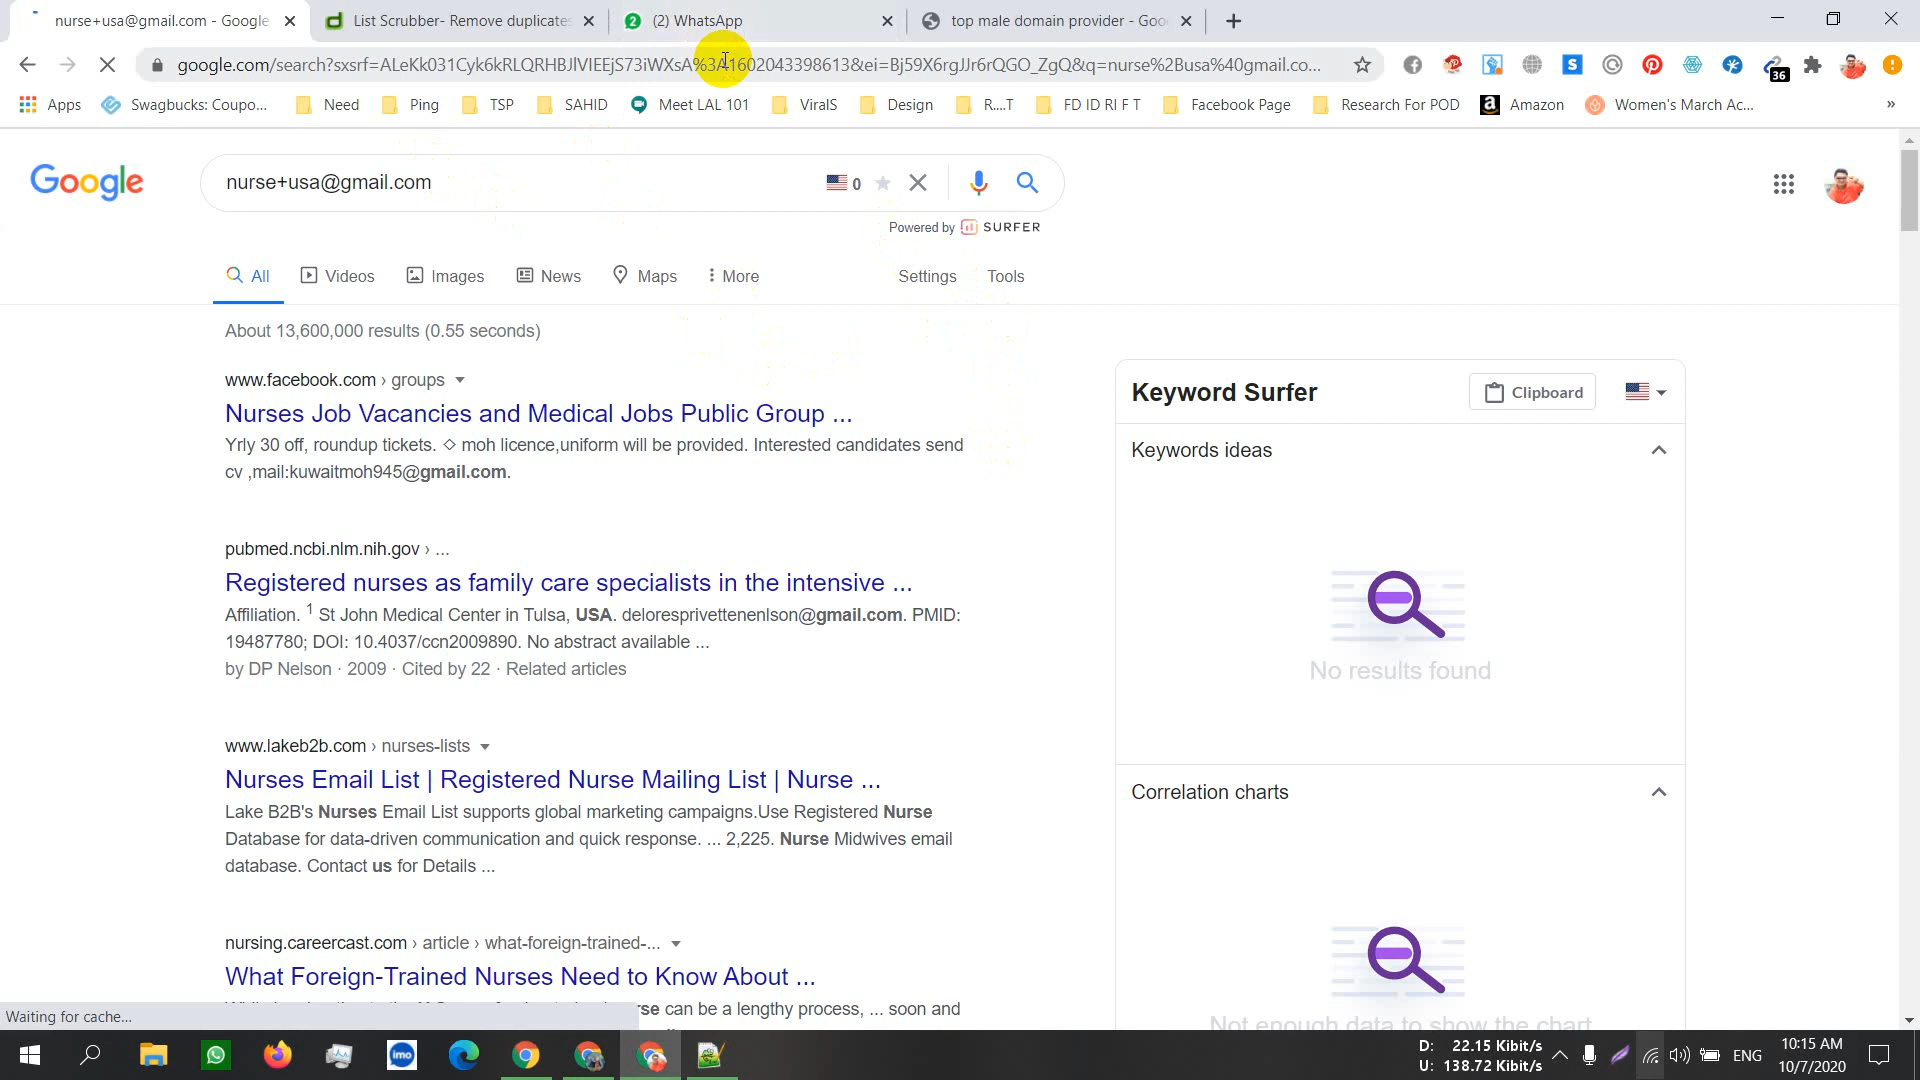 nurse+usa@gmail.com - Google
List Scrubber- Remove duplicates
(2) WhatsApp
top male domain provider - Goo
google.com/search?sxsrf=ALeKk031Cyk6kRLQRHBJlVIEEjS73iWXsA%3A1602043398613&ei=Bj59X6rgJJr6rQGO_ZgQ&q=nurse%2Busa%40gmail.co...
36
Apps
Swagbucks: Coupo...
Need
Ping
TSP
SAHID
Meet LAL 101
ViralS
Design
R....T
FD ID RI F T
Facebook Page
Research For POD
Amazon
Women's March Ac...
»
Google
nurse+usa@gmail.com
0
Powered by SURFER
All
Videos
Images
News
Maps
More
Settings
Tools
About 13,600,000 results (0.55 seconds)
www.facebook.com › groups
Nurses Job Vacancies and Medical Jobs Public Group ...
Yrly 30 off, roundup tickets. ◇ moh licence,uniform will be provided. Interested candidates send
cv ,mail:kuwaitmoh945@gmail.com.
pubmed.ncbi.nlm.nih.gov › ...
Registered nurses as family care specialists in the intensive ...
Affiliation. 1 St John Medical Center in Tulsa, USA. deloresprivettenenlson@gmail.com. PMID:
19487780; DOI: 10.4037/ccn2009890. No abstract available ...
by DP Nelson · 2009 · Cited by 22 · Related articles
www.lakeb2b.com › nurses-lists
Nurses Email List | Registered Nurse Mailing List | Nurse ...
Lake B2B's Nurses Email List supports global marketing campaigns.Use Registered Nurse
Database for data-driven communication and quick response. ... 2,225. Nurse Midwives email
database. Contact us for Details ...
nursing.careercast.com › article › what-foreign-trained-...
What Foreign-Trained Nurses Need to Know About ...
rse can be a lengthy process, ... soon and
Keyword Surfer
Clipboard
Keywords ideas
No results found
Correlation charts
Not enough data to show the chart
Waiting for cache...
imo
D: 22.15 Kibit/s
U: 138.72 Kibit/s
ENG
10:15 AM
10/7/2020